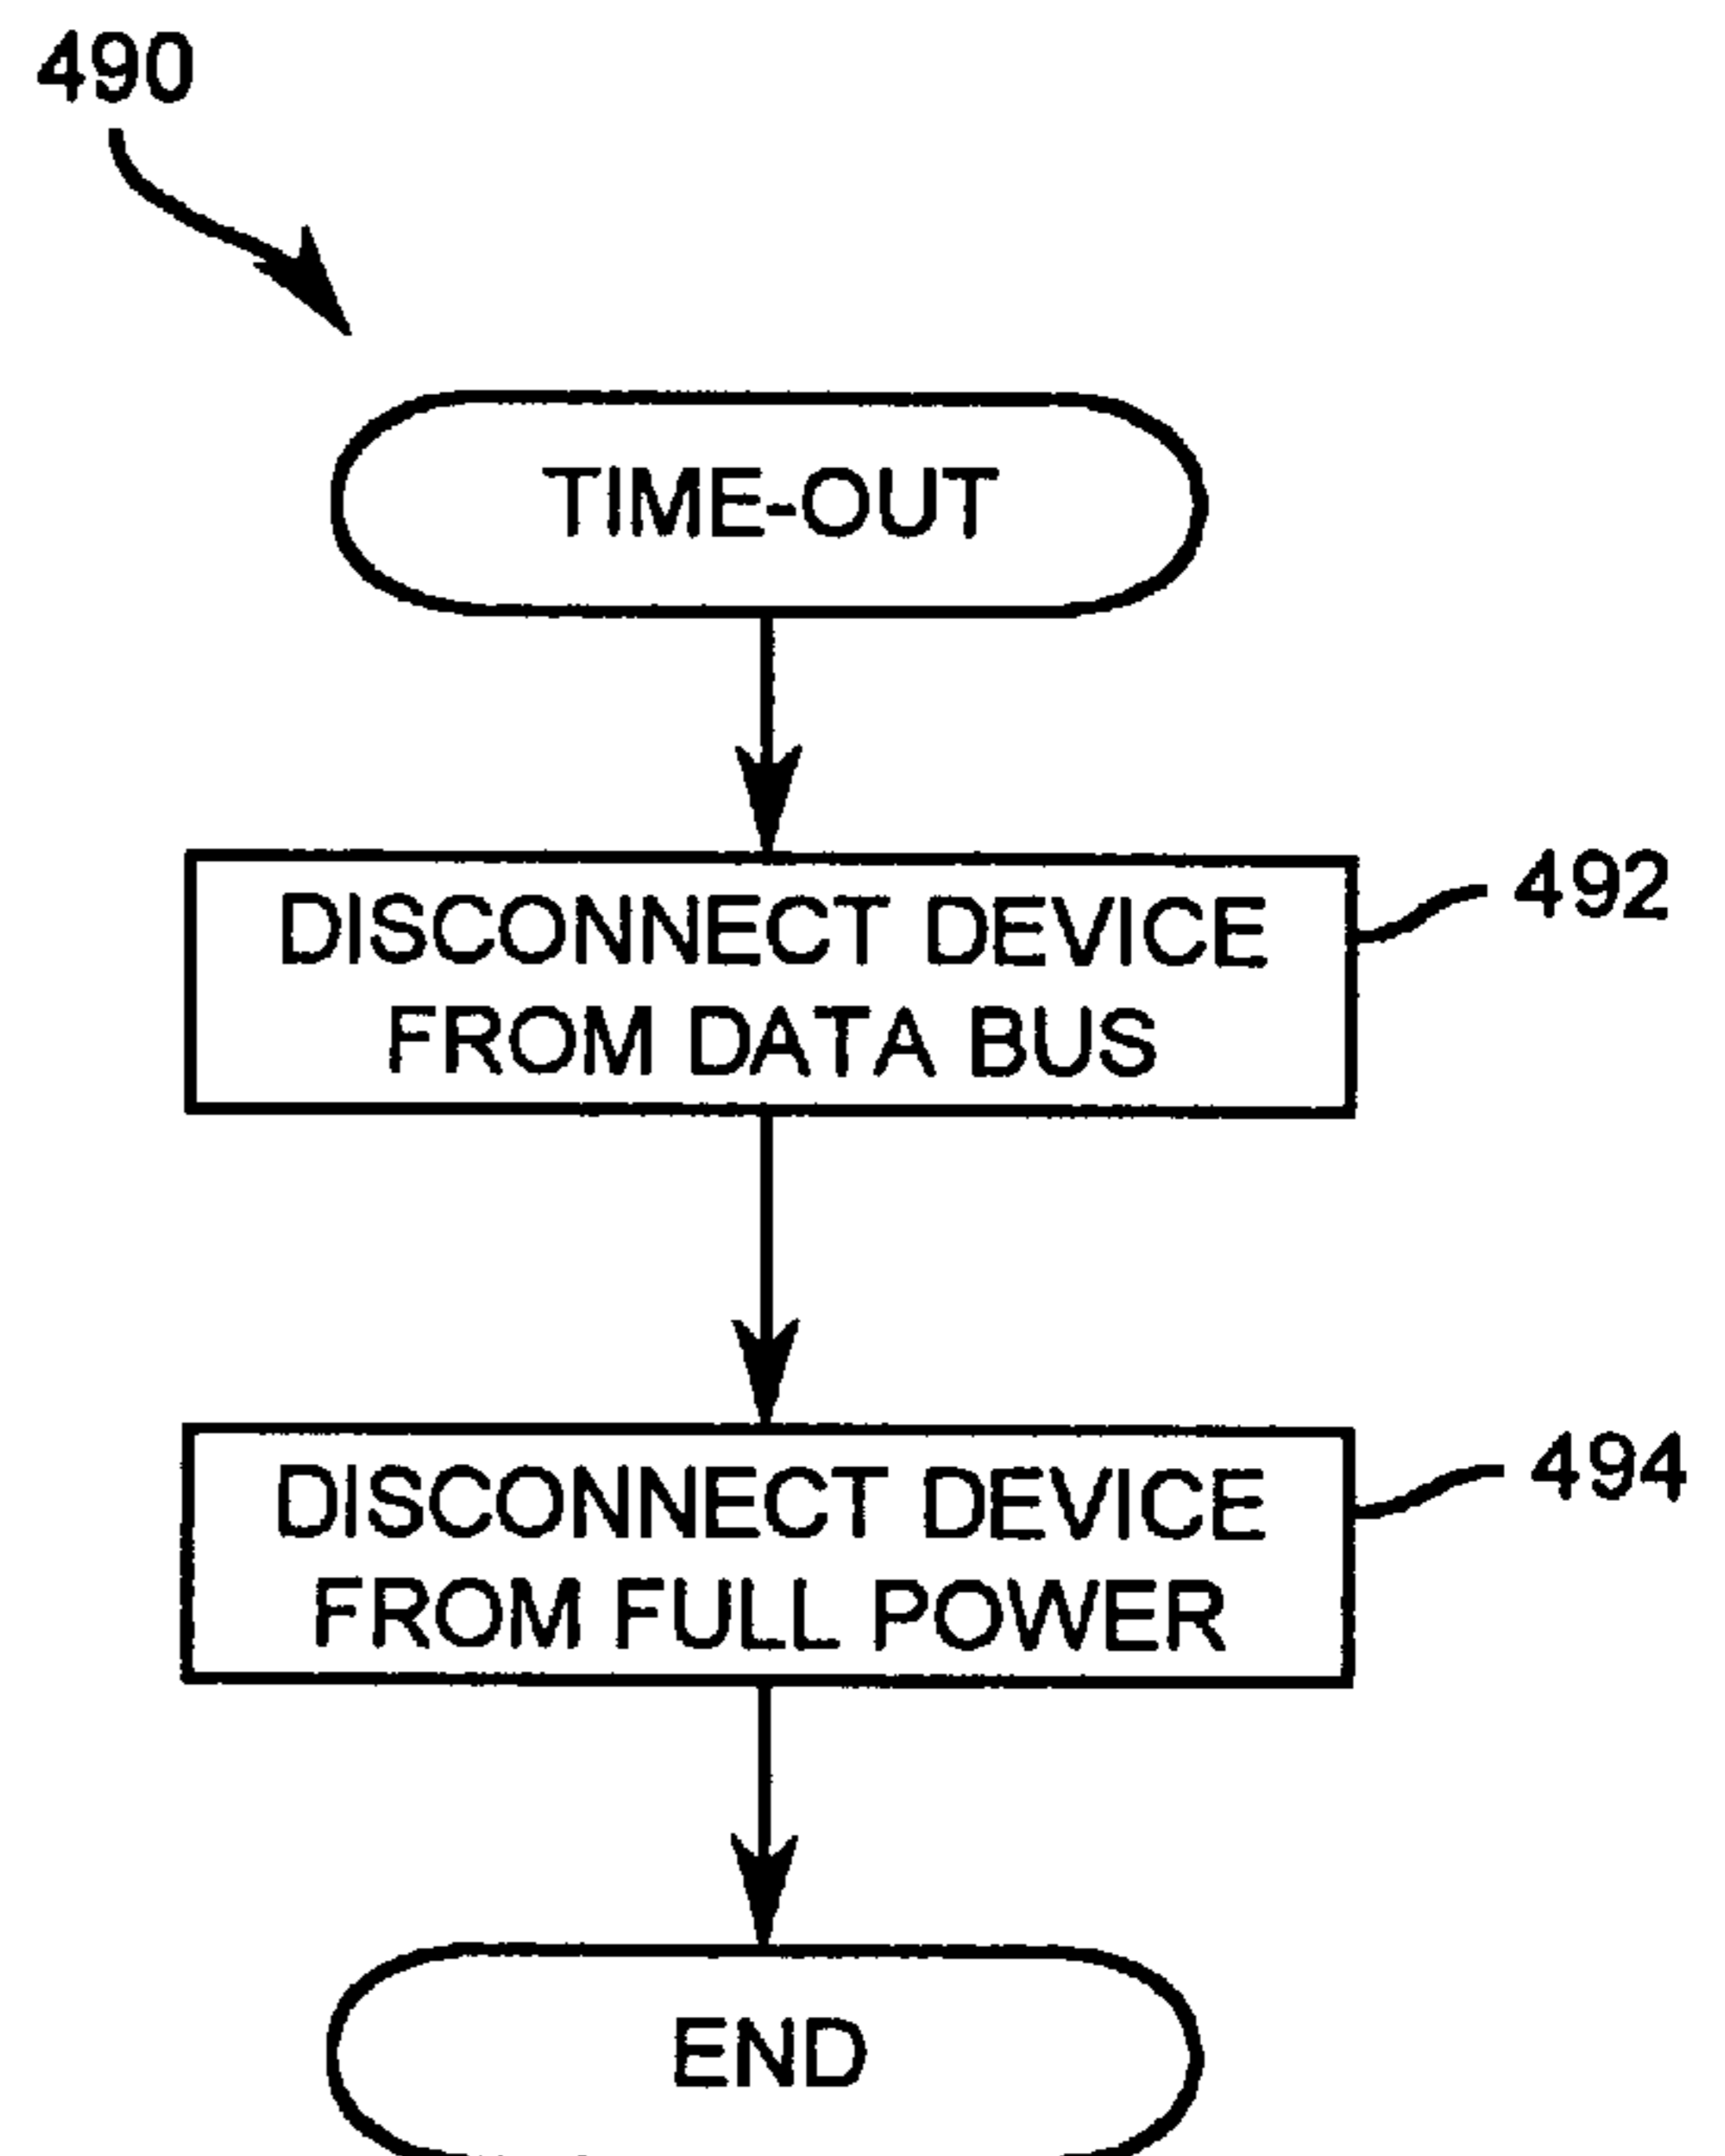 490
TIME-OUT
DISCONNECT DEVICE
FROM DATA BUS
492
DISCONNECT DEVICE
FROM FULL POWER
494
END